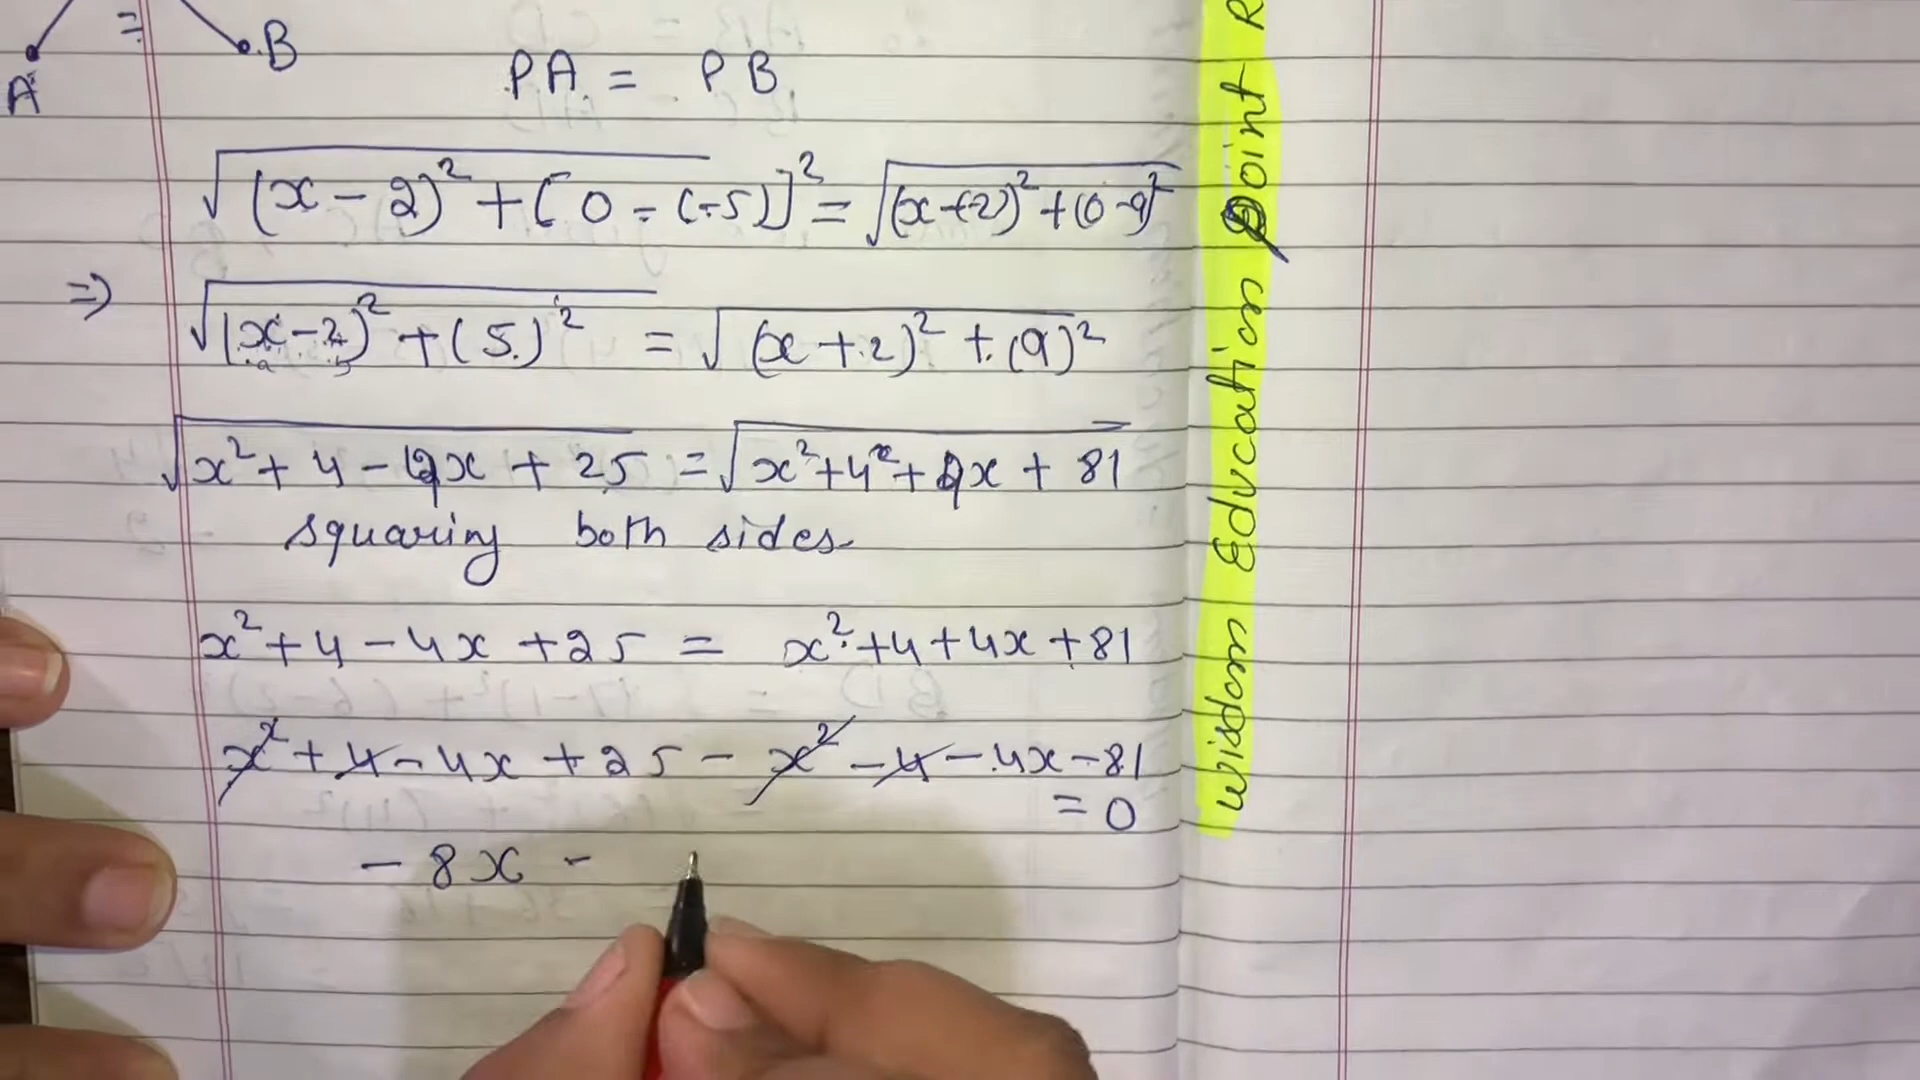 A
B
PA = PB
√(x - 2)² + [0 - (-5)]² = √(x-(-2))² + (0-9)²
⇒ √(x-2)² + (5)² = √(x+2)² + (9)²
√x² + 4 - 4x + 25 = √x² + 4 + 4x + 81
squaring both sides
x² + 4 - 4x + 25 = x² + 4 + 4x + 81
x² + 4 - 4x + 25 - x² - 4 - 4x - 81
= 0
- 8x -
Wisdom Education Point R